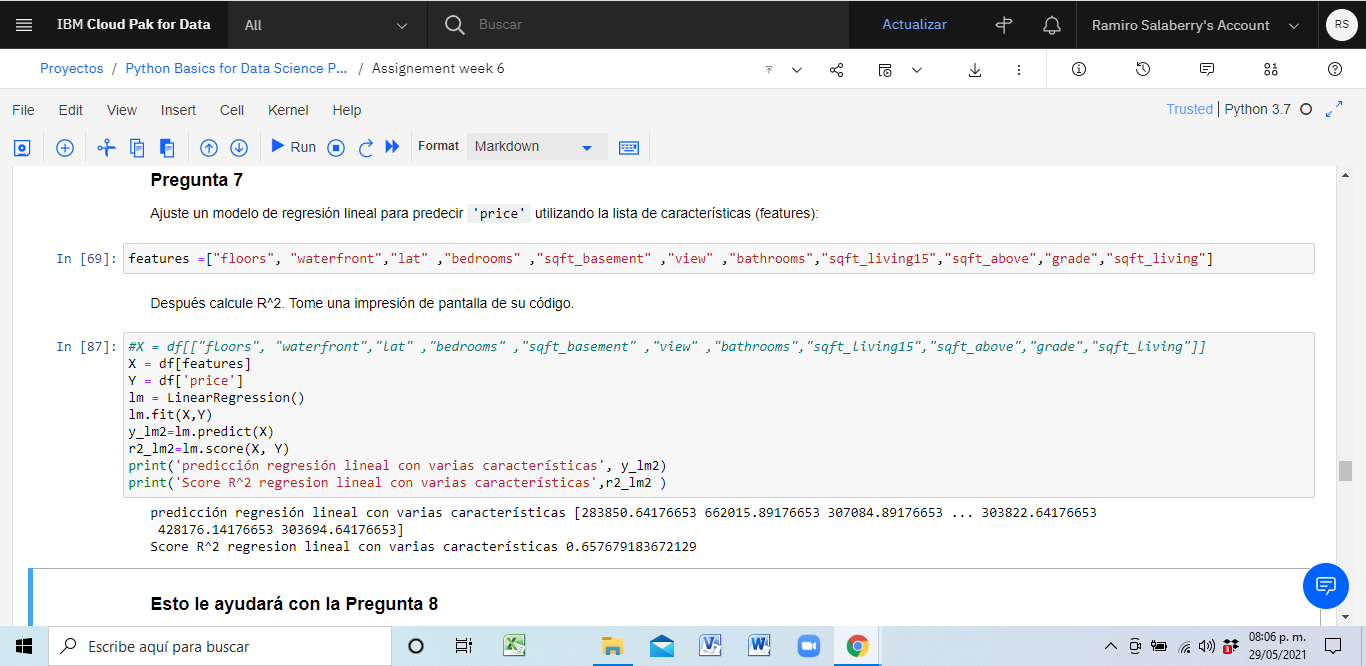 IBM Cloud Pak for Data All Buscar Actualizar Ramiro Salaberry's Account RS
Proyectos / Python Basics for Data Science P... / Assignement week 6
File Edit View Insert Cell Kernel Help Trusted | Python 3.7
Run Format Markdown
Pregunta 7
Ajuste un modelo de regresión lineal para predecir 'price' utilizando la lista de características (features):
In [69]: features =["floors", "waterfront","lat" ,"bedrooms" ,"sqft_basement" ,"view" ,"bathrooms","sqft_living15","sqft_above","grade","sqft_living"]
Después calcule R^2. Tome una impresión de pantalla de su código.
In [87]: #X = df[["floors", "waterfront","lat" ,"bedrooms" ,"sqft_basement" ,"view" ,"bathrooms","sqft_living15","sqft_above","grade","sqft_living"]]
X = df[features]
Y = df['price']
lm = LinearRegression()
lm.fit(X,Y)
y_lm2=lm.predict(X)
r2_lm2=lm.score(X, Y)
print('predicción regresión lineal con varias características', y_lm2)
print('Score R^2 regresion lineal con varias características',r2_lm2 )
predicción regresión lineal con varias características [283850.64176653 662015.89176653 307084.89176653 ... 303822.64176653
428176.14176653 303694.64176653]
Score R^2 regresion lineal con varias características 0.657679183672129
Esto le ayudará con la Pregunta 8
Escribe aquí para buscar
08:06 p. m.
29/05/2021